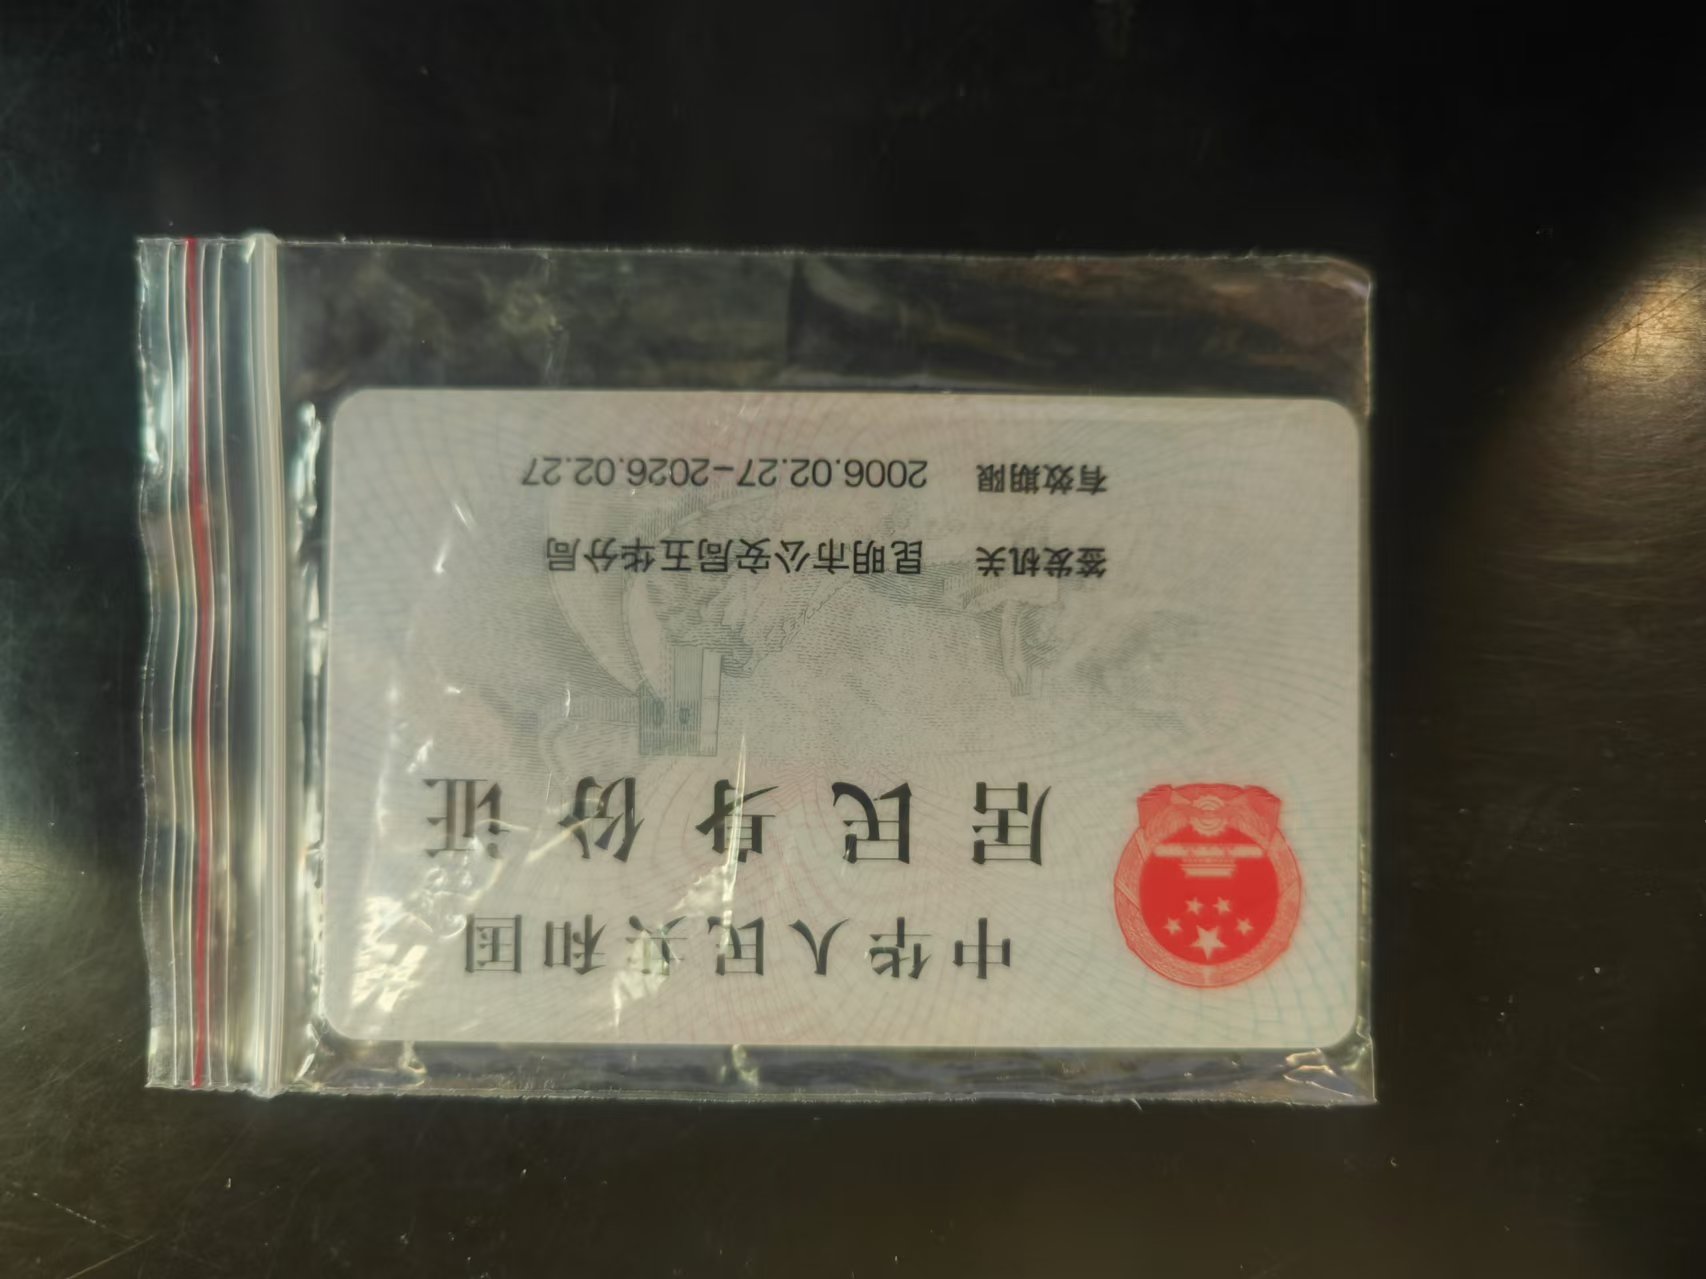 中华人民共和国
居民身份证
签发机关 昆明市公安局五华分局
有效期限 2006.02.27-2026.02.27